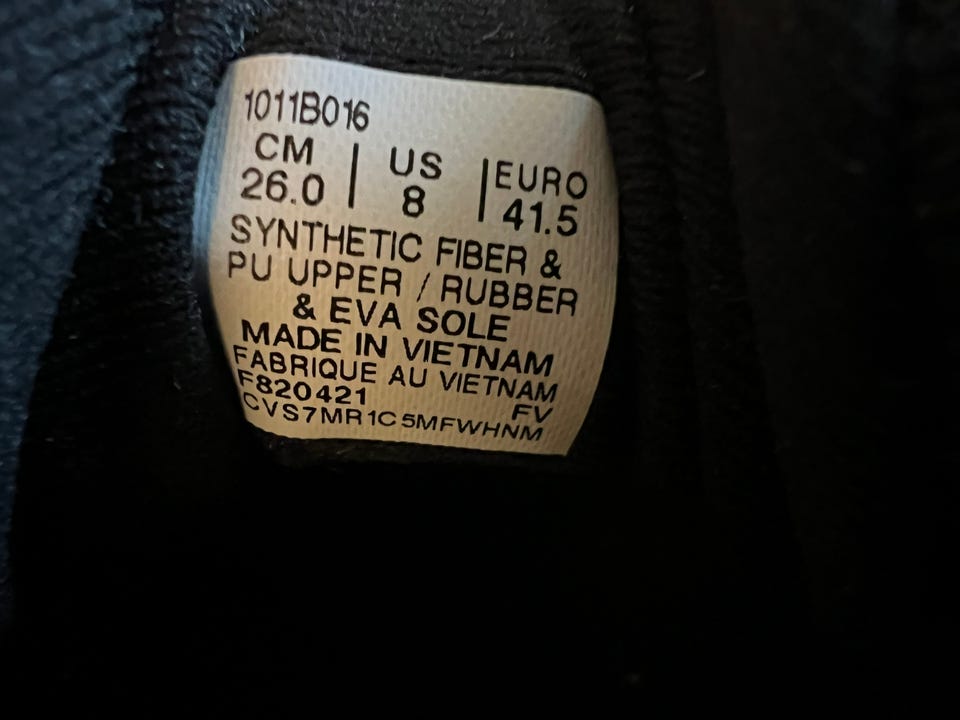 1011B016
CM | US | EURO
26.0 8 41.5
SYNTHETIC FIBER &
PU UPPER / RUBBER
& EVA SOLE
MADE IN VIETNAM
FABRIQUE AU VIETNAM
F820421 FV
CVS7MR1C5MFWHNM